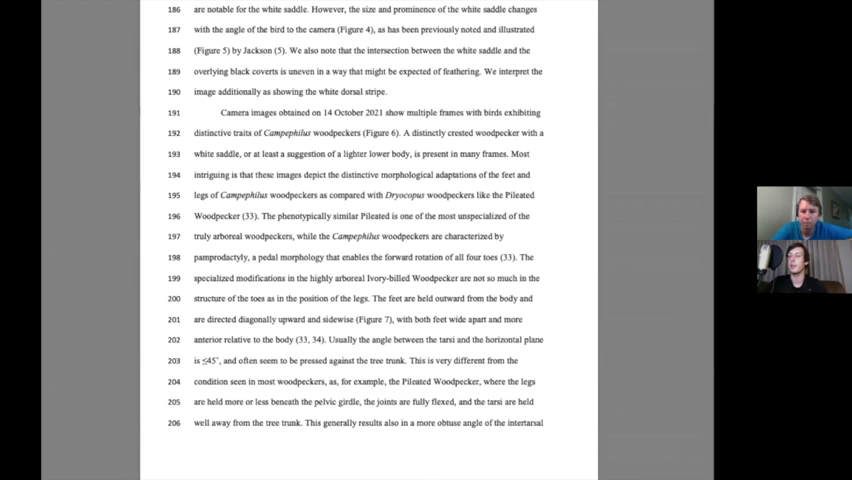 186 are notable for the white saddle. However, the size and prominence of the white saddle changes
187 with the angle of the bird to the camera (Figure 4), as has been previously noted and illustrated
188 (Figure 5) by Jackson (5). We also note that the intersection between the white saddle and the
189 overlying black coverts is uneven in a way that might be expected of feathering. We interpret the
190 image additionally as showing the white dorsal stripe.
191 Camera images obtained on 14 October 2021 show multiple frames with birds exhibiting
192 distinctive traits of Campephilus woodpeckers (Figure 6). A distinctly crested woodpecker with a
193 white saddle, or at least a suggestion of a lighter lower body, is present in many frames. Most
194 intriguing is that these images depict the distinctive morphological adaptations of the feet and
195 legs of Campephilus woodpeckers as compared with Dryocopus woodpeckers like the Pileated
196 Woodpecker (33). The phenotypically similar Pileated is one of the most unspecialized of the
197 truly arboreal woodpeckers, while the Campephilus woodpeckers are characterized by
198 pamprodactyly, a pedal morphology that enables the forward rotation of all four toes (33). The
199 specialized modifications in the highly arboreal Ivory-billed Woodpecker are not so much in the
200 structure of the toes as in the position of the legs. The feet are held outward from the body and
201 are directed diagonally upward and sidewise (Figure 7), with both feet wide apart and more
202 anterior relative to the body (33, 34). Usually the angle between the tarsi and the horizontal plane
203 is ≤45˚, and often seem to be pressed against the tree trunk. This is very different from the
204 condition seen in most woodpeckers, as, for example, the Pileated Woodpecker, where the legs
205 are held more or less beneath the pelvic girdle, the joints are fully flexed, and the tarsi are held
206 well away from the tree trunk. This generally results also in a more obtuse angle of the intertarsal